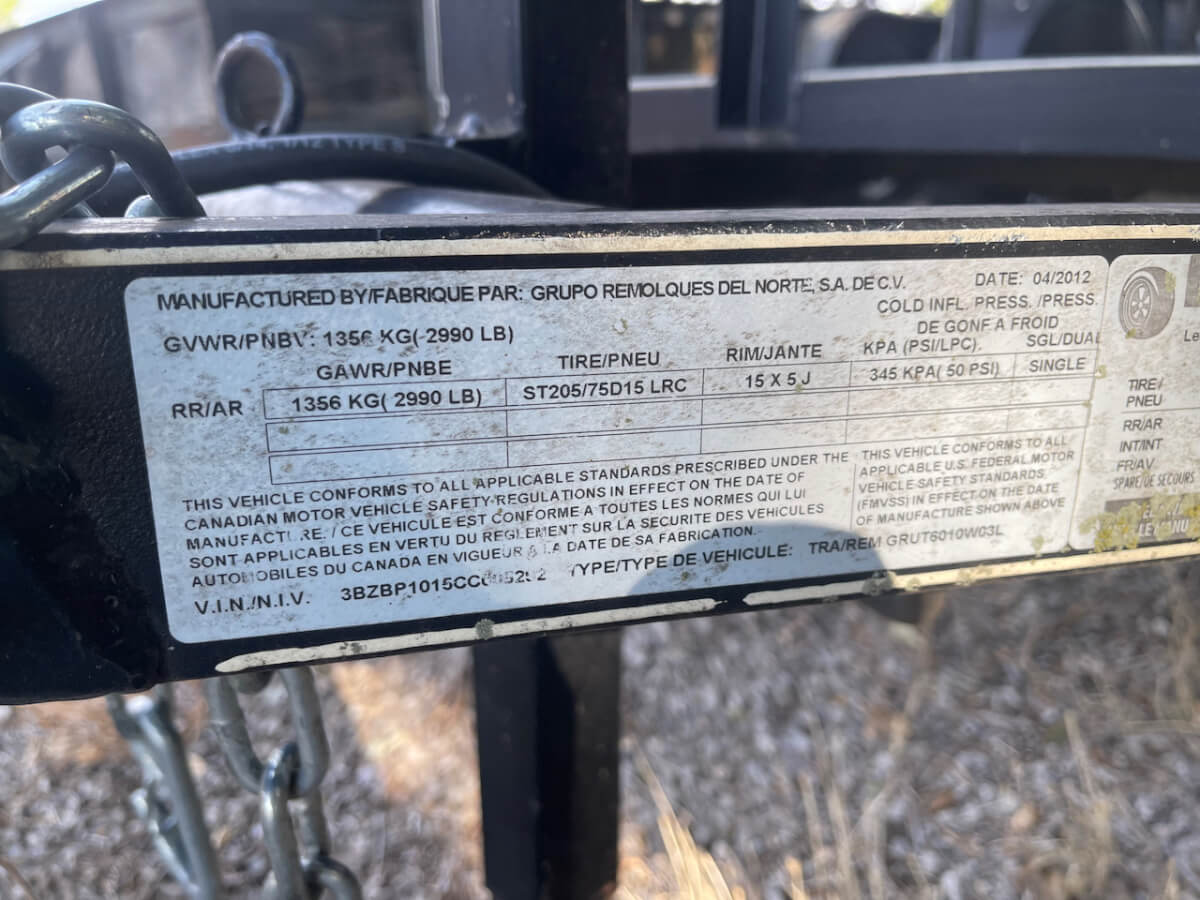 MANUFACTURED BY/FABRIQUE PAR: GRUPO REMOLQUES DEL NORTE, S.A. DE C.V. DATE: 04/2012
GVWR/PNBV: 1356 KG( 2990 LB)
COLD INFL. PRESS. /PRESS.
DE GONF A FROID
GAWR/PNBE TIRE/PNEU RIM/JANTE KPA (PSI/LPC). SGL/DUAL
RR/AR 1356 KG( 2990 LB) ST205/75D15 LRC 15 X 5 J 345 KPA( 50 PSI) SINGLE
THIS VEHICLE CONFORMS TO ALL APPLICABLE STANDARDS PRESCRIBED UNDER THE
CANADIAN MOTOR VEHICLE SAFETY REGULATIONS IN EFFECT ON THE DATE OF
/ CE VEHICULE EST CONFORME A TOUTES LES NORMES QUI LUI
SONT APPLICABLES EN VERTU DU REGLEMENT SUR LA SECURITE DES VEHICULES
AUTOMOBILES DU CANADA EN VIGUEUR A LA DATE DE SA FABRICATION.
THIS VEHICLE CONFORMS TO ALL
APPLICABLE U.S. FEDERAL MOTOR
VEHICLE SAFETY STANDARDS
(FMVSS) IN EFFECT ON THE DATE
OF MANUFACTURE SHOWN ABOVE
V.I.N./N.I.V. TYPE/TYPE DE VEHICULE: TRA/REM GRUT6010W03L
Le
TIRE /
PNEU
RR/AR
INT/INT
FR/AV
SPARE/DE SECOURS